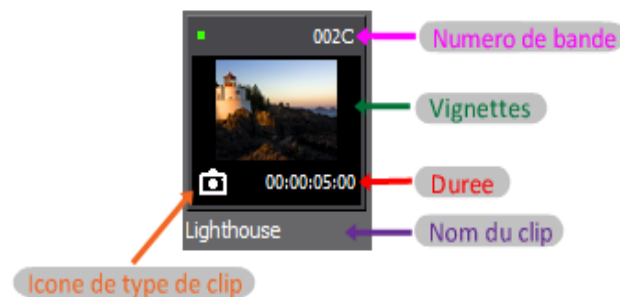 002C
Numero de bande
Vignettes
00:00:05:00
Duree
Lighthouse
Nom du clip
Icone de type de clip